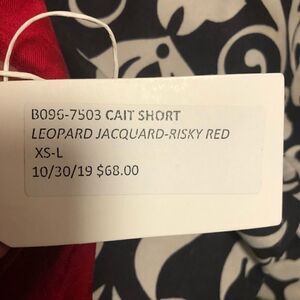 B096-7503 CAIT SHORT
LEOPARD JACQUARD-RISKY RED
XS-L
10/30/19 $68.00